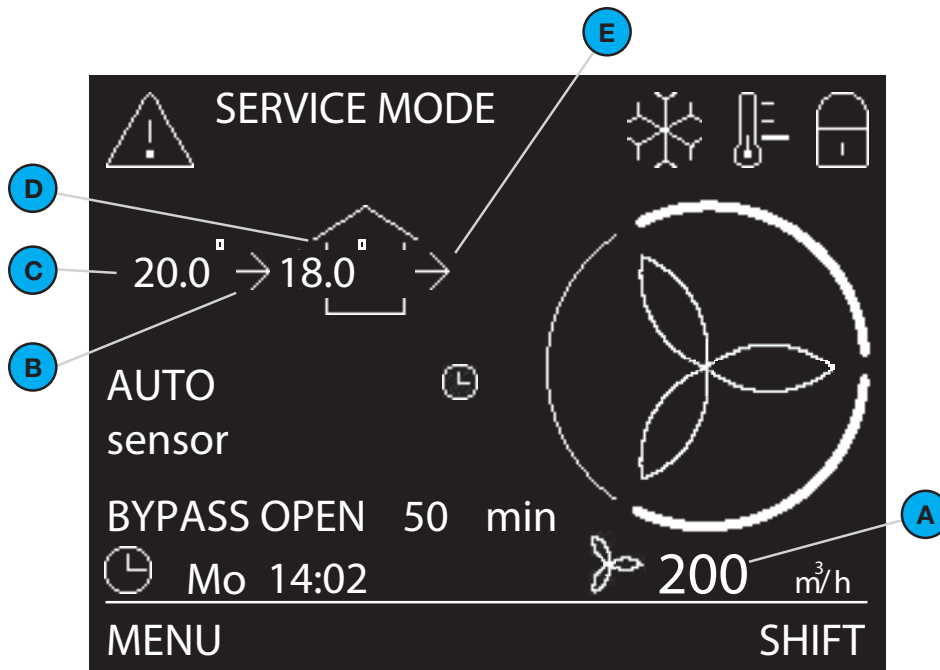 E
SERVICE MODE
D
C
20.0° 18.0°
B
AUTO
sensor
BYPASS OPEN 50 min
A
Mo 14:02 200 m³/h
MENU SHIFT